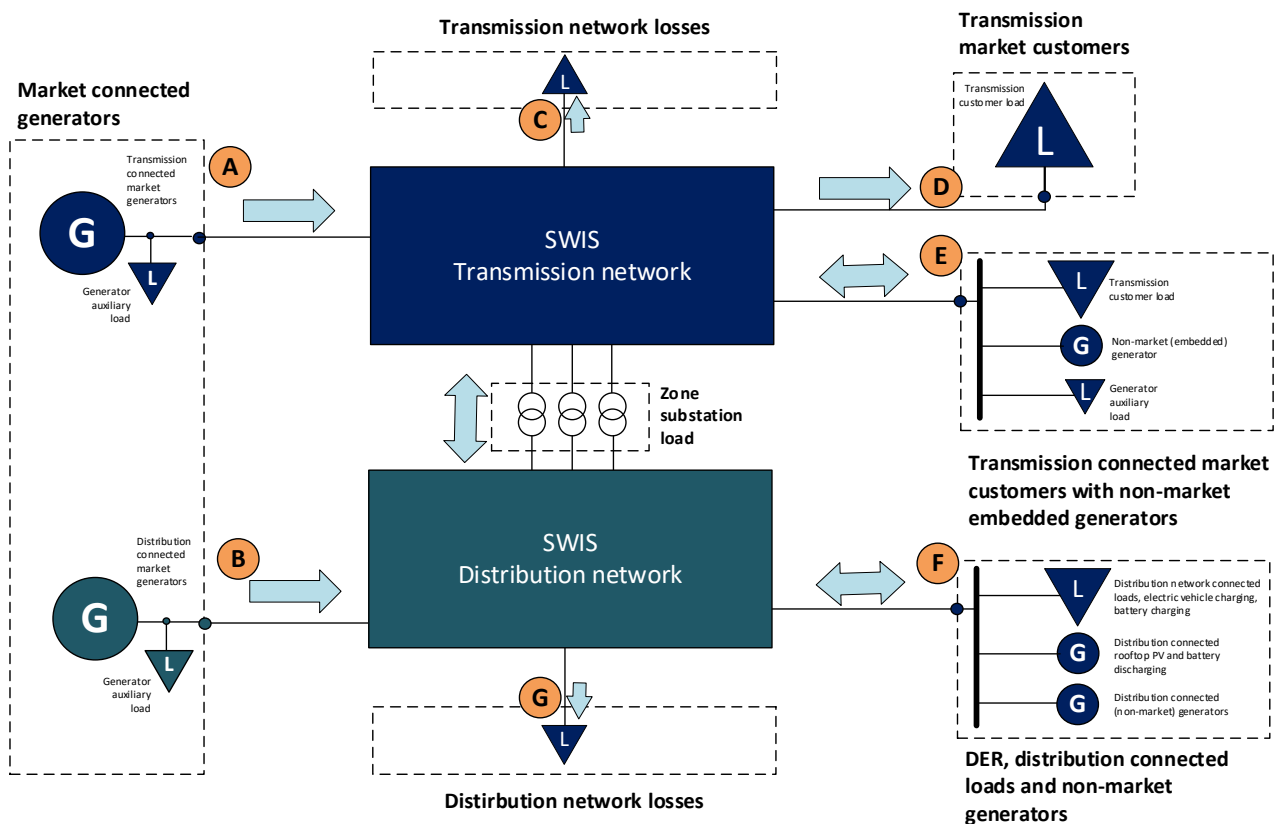 Transmission network losses
L
C
Transmission
market customers
Transmission
customer load
L
D
Market connected
generators
Transmission
connected
market
generators
A
G
L
Generator
auxiliary
load
SWIS
Transmission network
E
L
Transmission
customer load
G
Non-market (embedded)
generator
L
Generator
auxiliary
load
Transmission connected market
customers with non-market
embedded generators
Zone
substation
load
Distribution
connected
market
generators
B
G
L
Generator
auxiliary load
SWIS
Distribution network
F
L
Distribution network connected
loads, electric vehicle charging,
battery charging
G
Distribution connected
rooftop PV and battery
discharging
G
Distribution connected
(non-market) generators
DER, distribution connected
loads and non-market
generators
G
L
Distirbution network losses